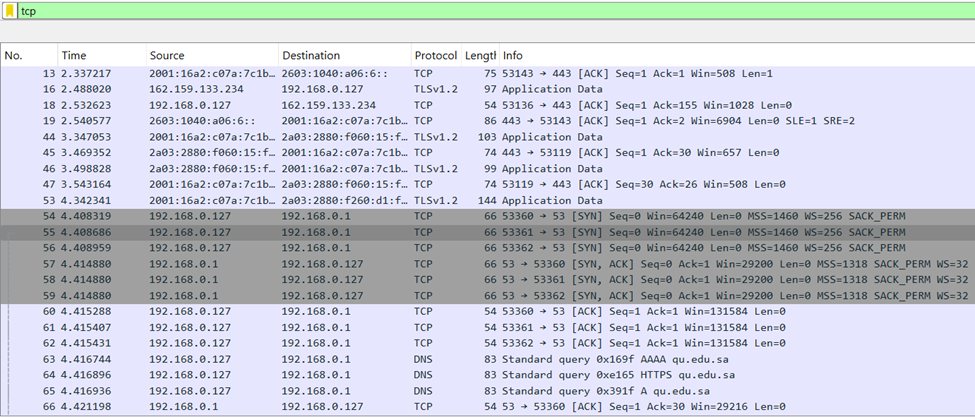 tcp
No. Time Source Destination Protocol Length Info
13 2.337217 2001:16a2:c07a:7c1b… 2603:1040:a06:6:: TCP 75 53143 → 443 [ACK] Seq=1 Ack=1 Win=508 Len=1
16 2.488020 162.159.133.234 192.168.0.127 TLSv1.2 97 Application Data
18 2.532623 192.168.0.127 162.159.133.234 TCP 54 53136 → 443 [ACK] Seq=1 Ack=155 Win=1028 Len=0
19 2.540577 2603:1040:a06:6:: 2001:16a2:c07a:7c1b… TCP 86 443 → 53143 [ACK] Seq=1 Ack=2 Win=6904 Len=0 SLE=1 SRE=2
44 3.347053 2001:16a2:c07a:7c1b… 2a03:2880:f060:15:f… TLSv1.2 103 Application Data
45 3.469352 2a03:2880:f060:15:f… 2001:16a2:c07a:7c1b… TCP 74 443 → 53119 [ACK] Seq=1 Ack=30 Win=657 Len=0
46 3.498828 2a03:2880:f060:15:f… 2001:16a2:c07a:7c1b… TLSv1.2 99 Application Data
47 3.543164 2001:16a2:c07a:7c1b… 2a03:2880:f060:15:f… TCP 74 53119 → 443 [ACK] Seq=30 Ack=26 Win=508 Len=0
53 4.342341 2001:16a2:c07a:7c1b… 2a03:2880:f260:d1:f… TLSv1.2 144 Application Data
54 4.408319 192.168.0.127 192.168.0.1 TCP 66 53360 → 53 [SYN] Seq=0 Win=64240 Len=0 MSS=1460 WS=256 SACK_PERM
55 4.408686 192.168.0.127 192.168.0.1 TCP 66 53361 → 53 [SYN] Seq=0 Win=64240 Len=0 MSS=1460 WS=256 SACK_PERM
56 4.408959 192.168.0.127 192.168.0.1 TCP 66 53362 → 53 [SYN] Seq=0 Win=64240 Len=0 MSS=1460 WS=256 SACK_PERM
57 4.414880 192.168.0.1 192.168.0.127 TCP 66 53 → 53360 [SYN, ACK] Seq=0 Ack=1 Win=29200 Len=0 MSS=1318 SACK_PERM WS=32
58 4.414880 192.168.0.1 192.168.0.127 TCP 66 53 → 53361 [SYN, ACK] Seq=0 Ack=1 Win=29200 Len=0 MSS=1318 SACK_PERM WS=32
59 4.414880 192.168.0.1 192.168.0.127 TCP 66 53 → 53362 [SYN, ACK] Seq=0 Ack=1 Win=29200 Len=0 MSS=1318 SACK_PERM WS=32
60 4.415288 192.168.0.127 192.168.0.1 TCP 54 53360 → 53 [ACK] Seq=1 Ack=1 Win=131584 Len=0
61 4.415407 192.168.0.127 192.168.0.1 TCP 54 53361 → 53 [ACK] Seq=1 Ack=1 Win=131584 Len=0
62 4.415431 192.168.0.127 192.168.0.1 TCP 54 53362 → 53 [ACK] Seq=1 Ack=1 Win=131584 Len=0
63 4.416744 192.168.0.127 192.168.0.1 DNS 83 Standard query 0x169f AAAA qu.edu.sa
64 4.416896 192.168.0.127 192.168.0.1 DNS 83 Standard query 0xe165 HTTPS qu.edu.sa
65 4.416936 192.168.0.127 192.168.0.1 DNS 83 Standard query 0x391f A qu.edu.sa
66 4.421198 192.168.0.1 192.168.0.127 TCP 54 53 → 53360 [ACK] Seq=1 Ack=30 Win=29216 Len=0